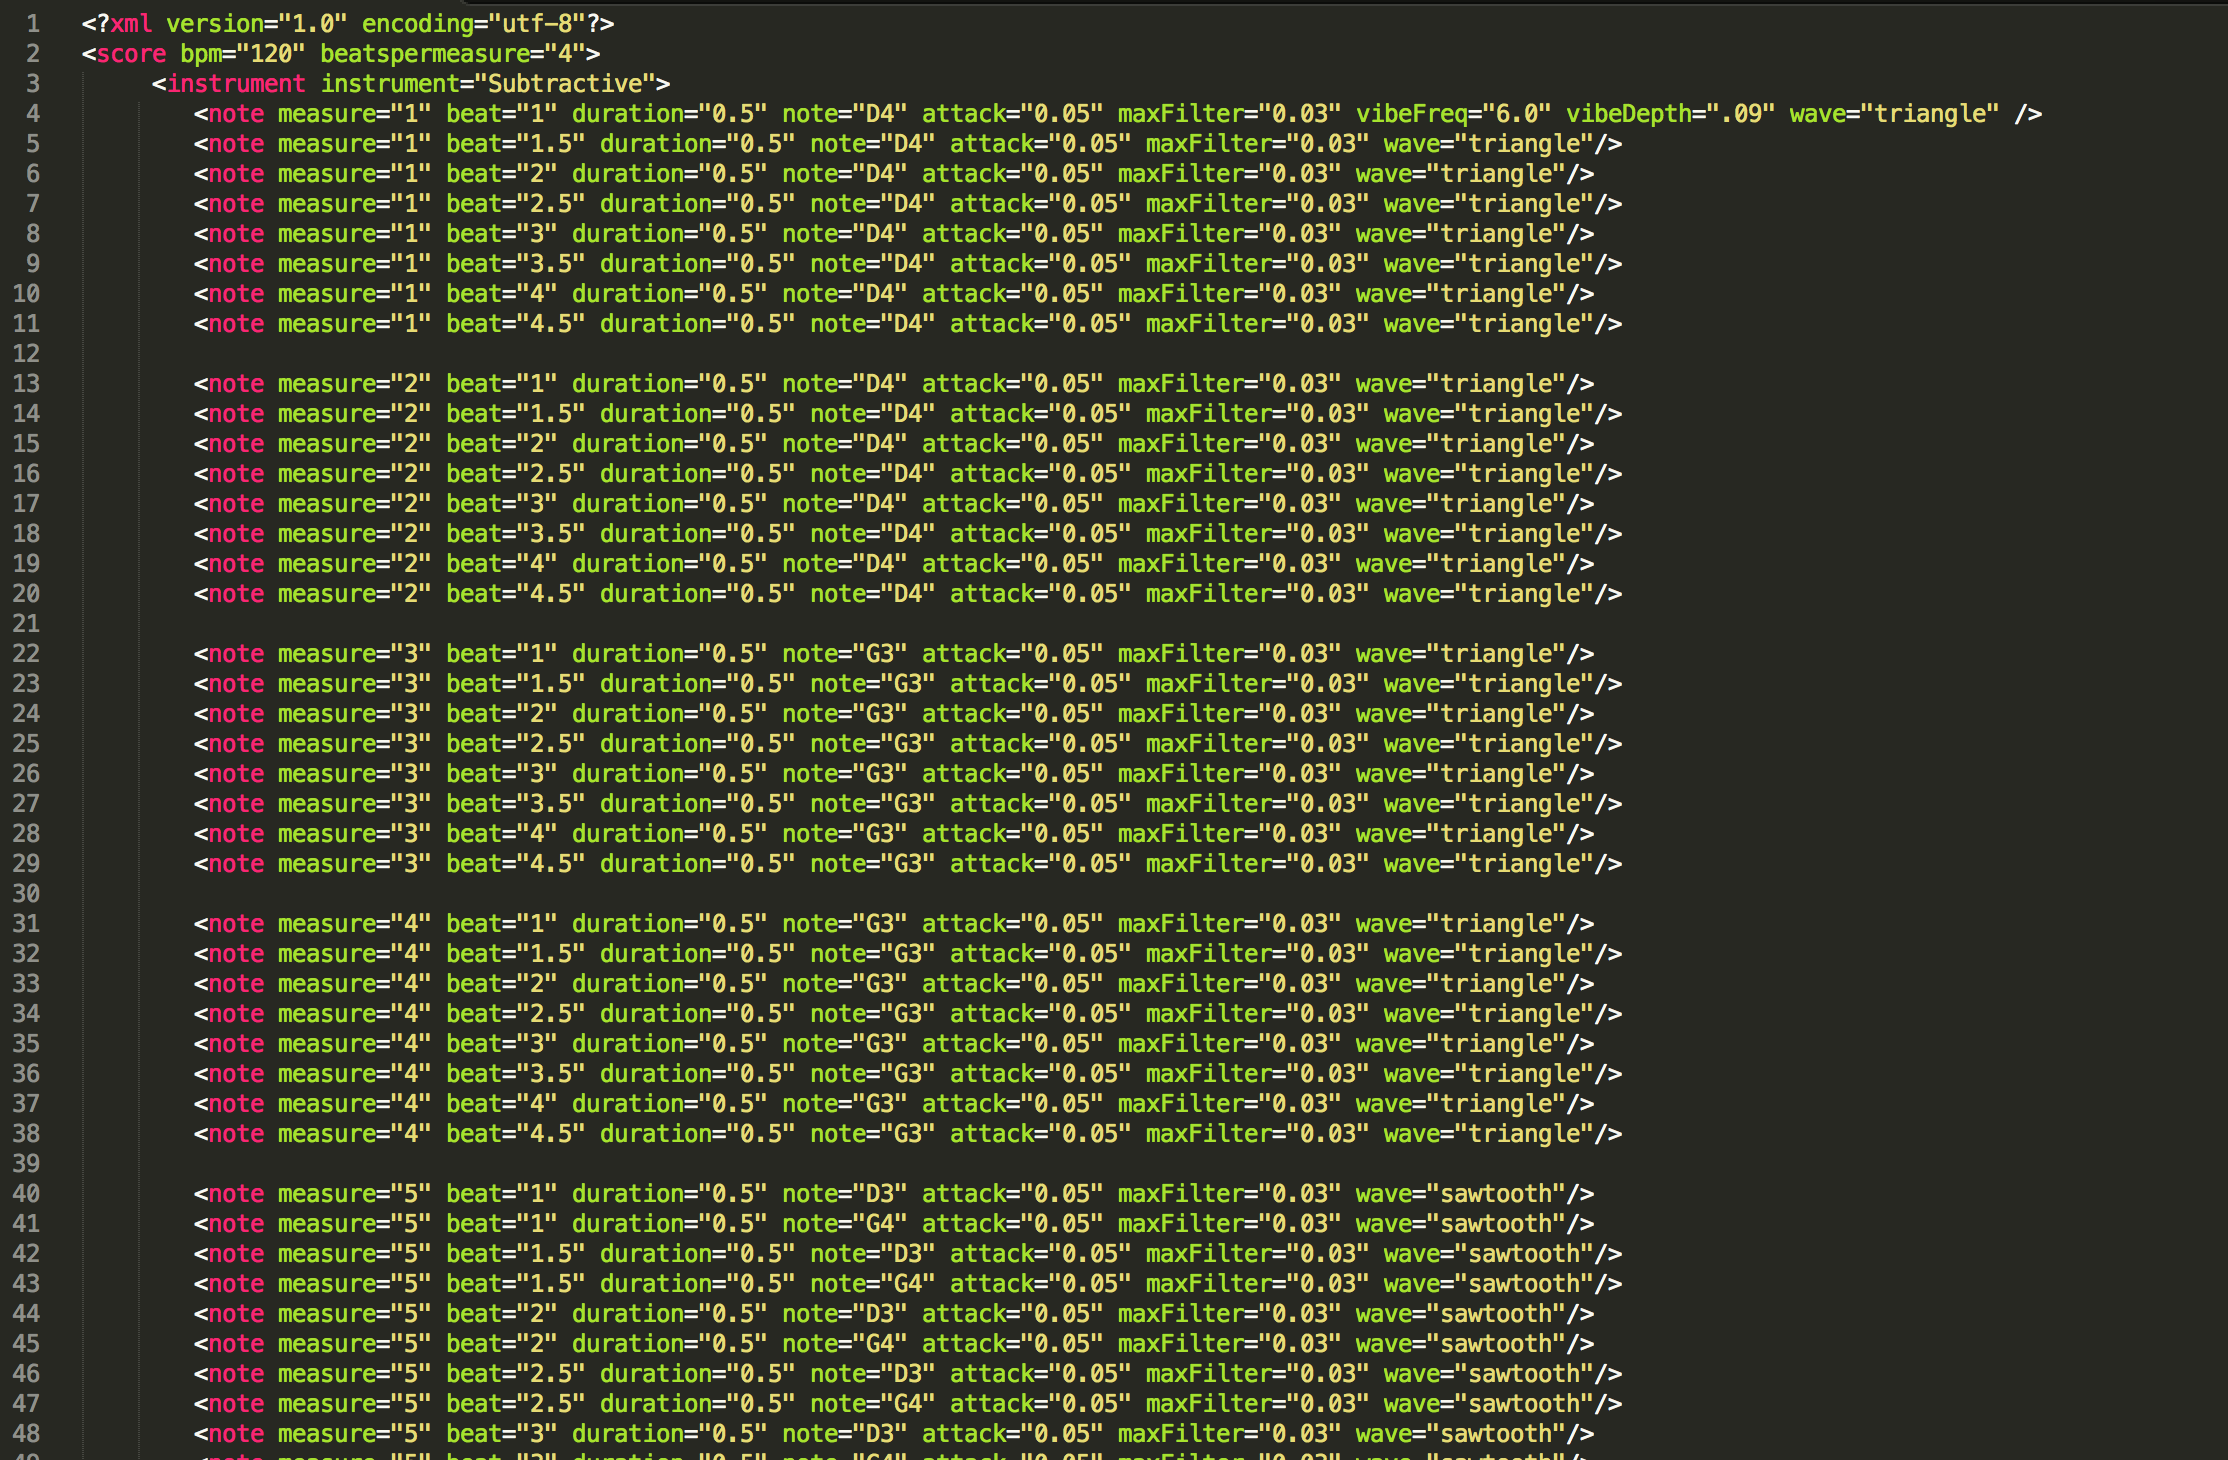 1 <?xml version="1.0" encoding="utf-8"?>
2 <score bpm="120" beatspermeasure="4">
3 <instrument instrument="Subtractive">
4 <note measure="1" beat="1" duration="0.5" note="D4" attack="0.05" maxFilter="0.03" vibeFreq="6.0" vibeDepth=".09" wave="triangle" />
5 <note measure="1" beat="1.5" duration="0.5" note="D4" attack="0.05" maxFilter="0.03" wave="triangle"/>
6 <note measure="1" beat="2" duration="0.5" note="D4" attack="0.05" maxFilter="0.03" wave="triangle"/>
7 <note measure="1" beat="2.5" duration="0.5" note="D4" attack="0.05" maxFilter="0.03" wave="triangle"/>
8 <note measure="1" beat="3" duration="0.5" note="D4" attack="0.05" maxFilter="0.03" wave="triangle"/>
9 <note measure="1" beat="3.5" duration="0.5" note="D4" attack="0.05" maxFilter="0.03" wave="triangle"/>
10 <note measure="1" beat="4" duration="0.5" note="D4" attack="0.05" maxFilter="0.03" wave="triangle"/>
11 <note measure="1" beat="4.5" duration="0.5" note="D4" attack="0.05" maxFilter="0.03" wave="triangle"/>
12
13 <note measure="2" beat="1" duration="0.5" note="D4" attack="0.05" maxFilter="0.03" wave="triangle"/>
14 <note measure="2" beat="1.5" duration="0.5" note="D4" attack="0.05" maxFilter="0.03" wave="triangle"/>
15 <note measure="2" beat="2" duration="0.5" note="D4" attack="0.05" maxFilter="0.03" wave="triangle"/>
16 <note measure="2" beat="2.5" duration="0.5" note="D4" attack="0.05" maxFilter="0.03" wave="triangle"/>
17 <note measure="2" beat="3" duration="0.5" note="D4" attack="0.05" maxFilter="0.03" wave="triangle"/>
18 <note measure="2" beat="3.5" duration="0.5" note="D4" attack="0.05" maxFilter="0.03" wave="triangle"/>
19 <note measure="2" beat="4" duration="0.5" note="D4" attack="0.05" maxFilter="0.03" wave="triangle"/>
20 <note measure="2" beat="4.5" duration="0.5" note="D4" attack="0.05" maxFilter="0.03" wave="triangle"/>
21
22 <note measure="3" beat="1" duration="0.5" note="G3" attack="0.05" maxFilter="0.03" wave="triangle"/>
23 <note measure="3" beat="1.5" duration="0.5" note="G3" attack="0.05" maxFilter="0.03" wave="triangle"/>
24 <note measure="3" beat="2" duration="0.5" note="G3" attack="0.05" maxFilter="0.03" wave="triangle"/>
25 <note measure="3" beat="2.5" duration="0.5" note="G3" attack="0.05" maxFilter="0.03" wave="triangle"/>
26 <note measure="3" beat="3" duration="0.5" note="G3" attack="0.05" maxFilter="0.03" wave="triangle"/>
27 <note measure="3" beat="3.5" duration="0.5" note="G3" attack="0.05" maxFilter="0.03" wave="triangle"/>
28 <note measure="3" beat="4" duration="0.5" note="G3" attack="0.05" maxFilter="0.03" wave="triangle"/>
29 <note measure="3" beat="4.5" duration="0.5" note="G3" attack="0.05" maxFilter="0.03" wave="triangle"/>
30
31 <note measure="4" beat="1" duration="0.5" note="G3" attack="0.05" maxFilter="0.03" wave="triangle"/>
32 <note measure="4" beat="1.5" duration="0.5" note="G3" attack="0.05" maxFilter="0.03" wave="triangle"/>
33 <note measure="4" beat="2" duration="0.5" note="G3" attack="0.05" maxFilter="0.03" wave="triangle"/>
34 <note measure="4" beat="2.5" duration="0.5" note="G3" attack="0.05" maxFilter="0.03" wave="triangle"/>
35 <note measure="4" beat="3" duration="0.5" note="G3" attack="0.05" maxFilter="0.03" wave="triangle"/>
36 <note measure="4" beat="3.5" duration="0.5" note="G3" attack="0.05" maxFilter="0.03" wave="triangle"/>
37 <note measure="4" beat="4" duration="0.5" note="G3" attack="0.05" maxFilter="0.03" wave="triangle"/>
38 <note measure="4" beat="4.5" duration="0.5" note="G3" attack="0.05" maxFilter="0.03" wave="triangle"/>
39
40 <note measure="5" beat="1" duration="0.5" note="D3" attack="0.05" maxFilter="0.03" wave="sawtooth"/>
41 <note measure="5" beat="1" duration="0.5" note="G4" attack="0.05" maxFilter="0.03" wave="sawtooth"/>
42 <note measure="5" beat="1.5" duration="0.5" note="D3" attack="0.05" maxFilter="0.03" wave="sawtooth"/>
43 <note measure="5" beat="1.5" duration="0.5" note="G4" attack="0.05" maxFilter="0.03" wave="sawtooth"/>
44 <note measure="5" beat="2" duration="0.5" note="D3" attack="0.05" maxFilter="0.03" wave="sawtooth"/>
45 <note measure="5" beat="2" duration="0.5" note="G4" attack="0.05" maxFilter="0.03" wave="sawtooth"/>
46 <note measure="5" beat="2.5" duration="0.5" note="D3" attack="0.05" maxFilter="0.03" wave="sawtooth"/>
47 <note measure="5" beat="2.5" duration="0.5" note="G4" attack="0.05" maxFilter="0.03" wave="sawtooth"/>
48 <note measure="5" beat="3" duration="0.5" note="D3" attack="0.05" maxFilter="0.03" wave="sawtooth"/>